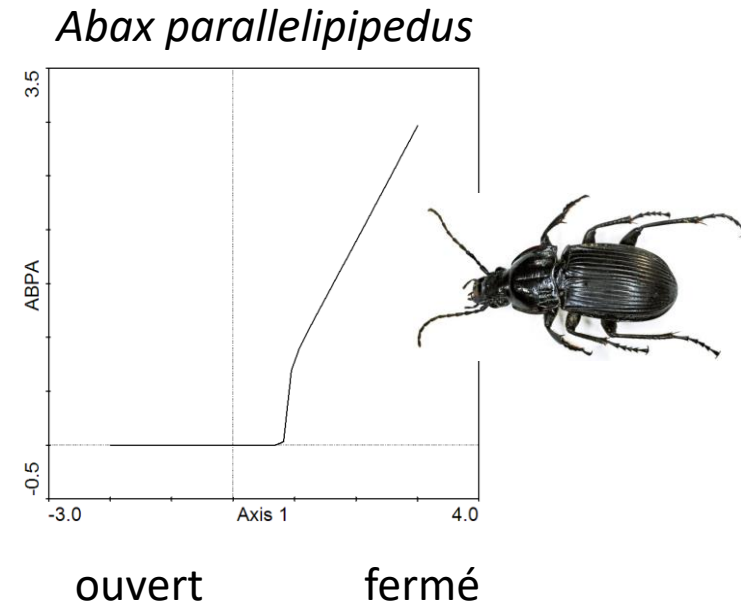 Abax parallelipipedus
3.5
ABPA
-0.5
-3.0 Axis 1 4.0
ouvert fermé